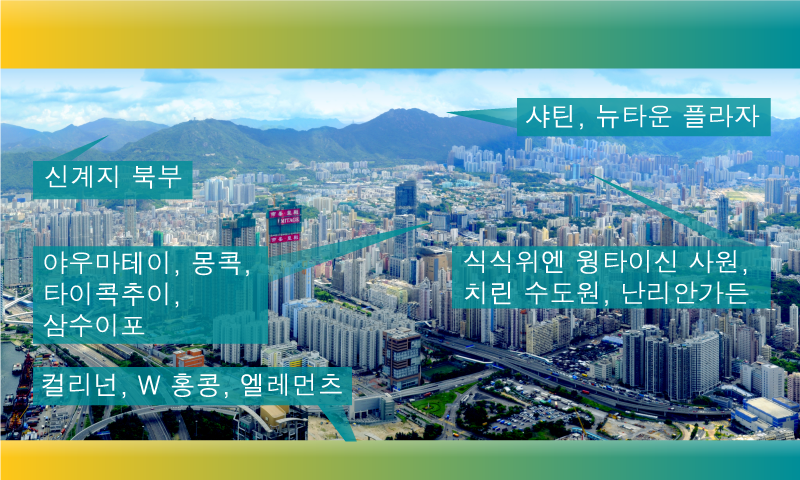 샤틴, 뉴타운 플라자
신계지 북부
야우마테이, 몽콕,
타이콕추이,
삼수이포
식식위엔 웡타이신 사원,
치린 수도원, 난리안가든
컬리넌, W 홍콩, 엘레먼츠